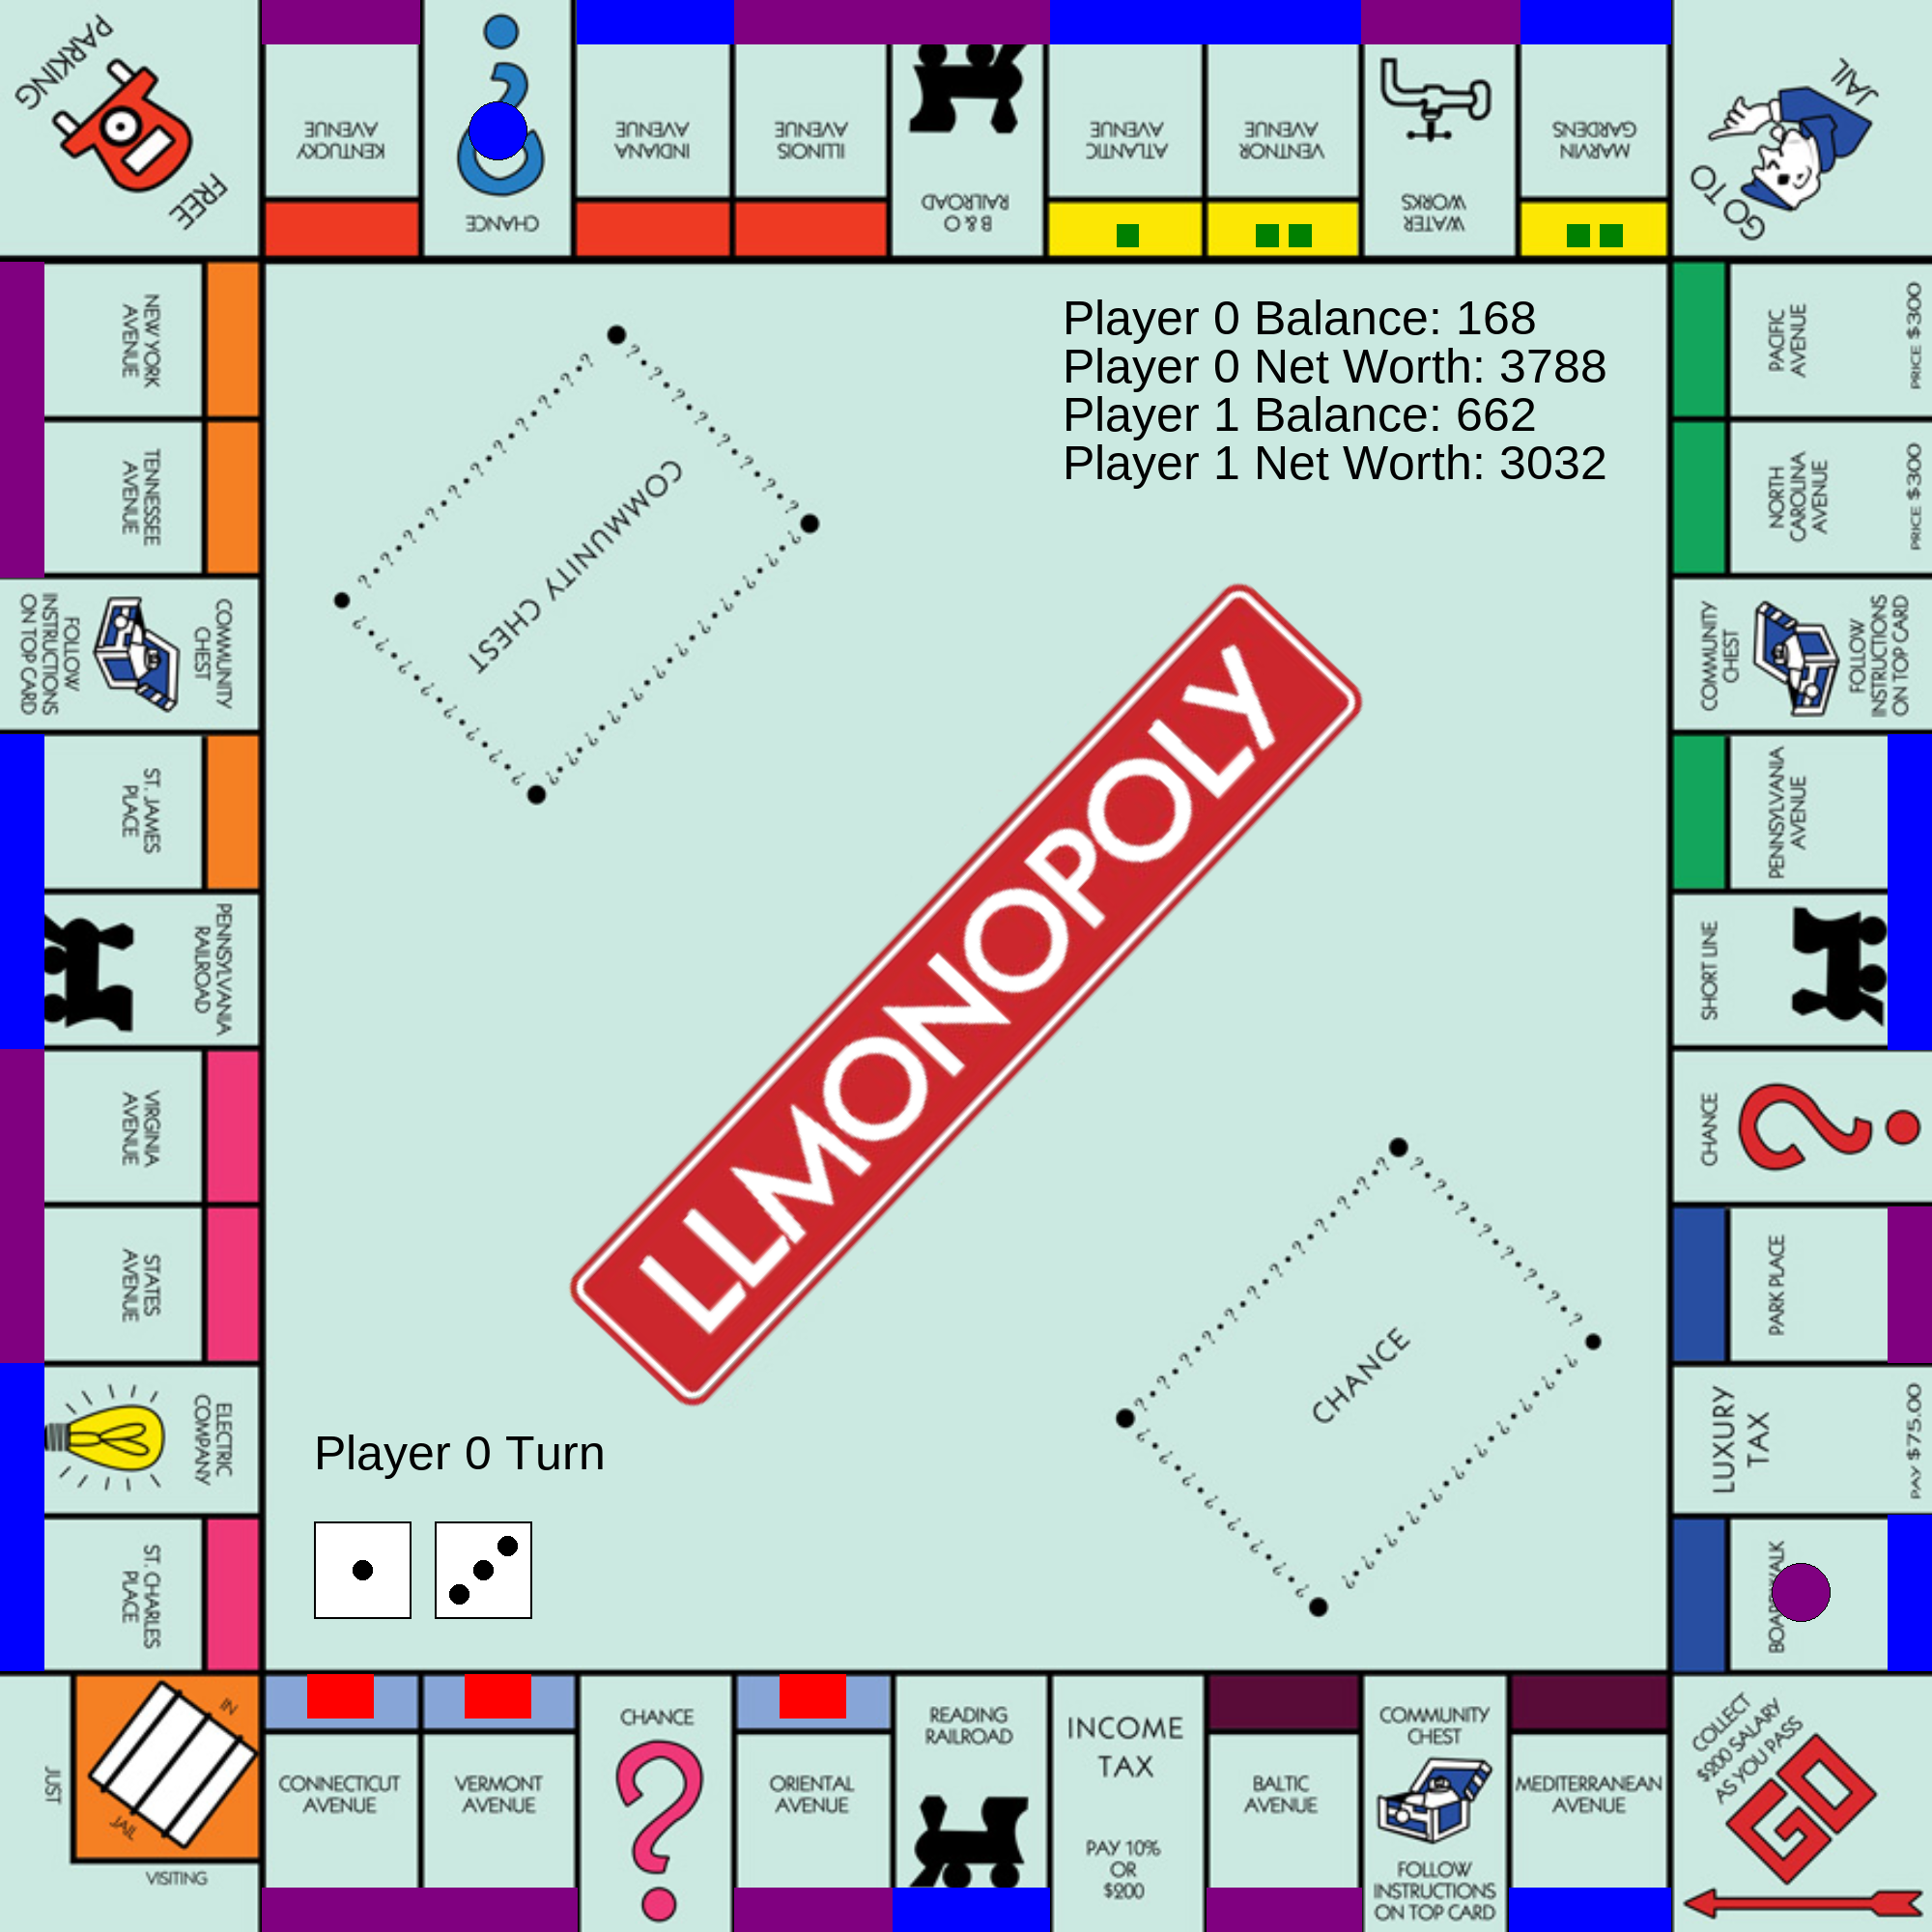 FREE
PARKING
KENTUCKY
AVENUE
CHANCE
INDIANA
AVENUE
ILLINOIS
AVENUE
B & O
RAILROAD
ATLANTIC
AVENUE
VENTNOR
AVENUE
WATER
WORKS
MARVIN
GARDENS
GO TO
JAIL
NEW YORK
AVENUE
TENNESSEE
AVENUE
COMMUNITY
CHEST
FOLLOW
INSTRUCTIONS
ON TOP CARD
ST. JAMES
PLACE
PENNSYLVANIA
RAILROAD
VIRGINIA
AVENUE
STATES
AVENUE
ELECTRIC
COMPANY
ST. CHARLES
PLACE
Player 0 Balance: 168
Player 0 Net Worth: 3788
Player 1 Balance: 662
Player 1 Net Worth: 3032
COMMUNITY CHEST
LLMONOPOLY
CHANCE
Player 0 Turn
PACIFIC
AVENUE
PRICE $300
NORTH
CAROLINA
AVENUE
PRICE $300
COMMUNITY
CHEST
FOLLOW
INSTRUCTIONS
ON TOP CARD
PENNSYLVANIA
AVENUE
SHORT LINE
CHANCE
PARK PLACE
LUXURY
TAX
PAY $75.00
BOARDWALK
JUST
VISITING
IN
JAIL
CONNECTICUT
AVENUE
VERMONT
AVENUE
CHANCE
ORIENTAL
AVENUE
READING
RAILROAD
INCOME
TAX
PAY 10%
OR
$200
BALTIC
AVENUE
COMMUNITY
CHEST
FOLLOW
INSTRUCTIONS
ON TOP CARD
MEDITERRANEAN
AVENUE
COLLECT
$200 SALARY
AS YOU PASS
GO